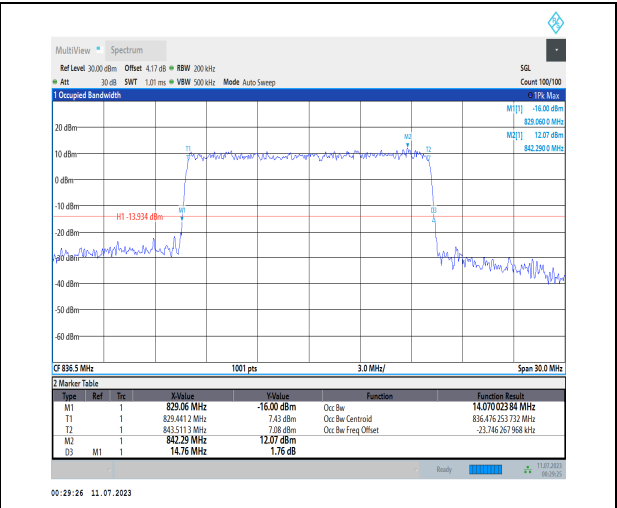 MultiView Spectrum
Ref Level 30.00 dBm Offset 4.17 dB RBW 200 kHz SGL
Att 30 dB SWT 1.01 ms VBW 500 kHz Mode Auto Sweep Count 100/100
1 Occupied Bandwidth 1Pk Max
M1[1] -16.00 dBm
829.060 0 MHz
M2[1] 12.07 dBm
842.290 0 MHz
20 dBm
M2
T1 T2
10 dBm
0 dBm
-10 dBm
M1 D3
H1 -13.934 dBm
-20 dBm
-30 dBm
-40 dBm
-50 dBm
-60 dBm
CF 836.5 MHz 1001 pts 3.0 MHz/ Span 30.0 MHz
2 Marker Table
Type Ref Trc X-Value Y-Value Function Function Result
M1 1 829.06 MHz -16.00 dBm Occ Bw 14.070 023 84 MHz
T1 1 829.441 2 MHz 7.43 dBm Occ Bw Centroid 836.476 253 732 MHz
T2 1 843.511 3 MHz 7.08 dBm Occ Bw Freq Offset -23.746 267 968 kHz
M2 1 842.29 MHz 12.07 dBm
D3 M1 1 14.76 MHz 1.76 dB
Ready 11.07.2023
00:29:25
00:29:26 11.07.2023